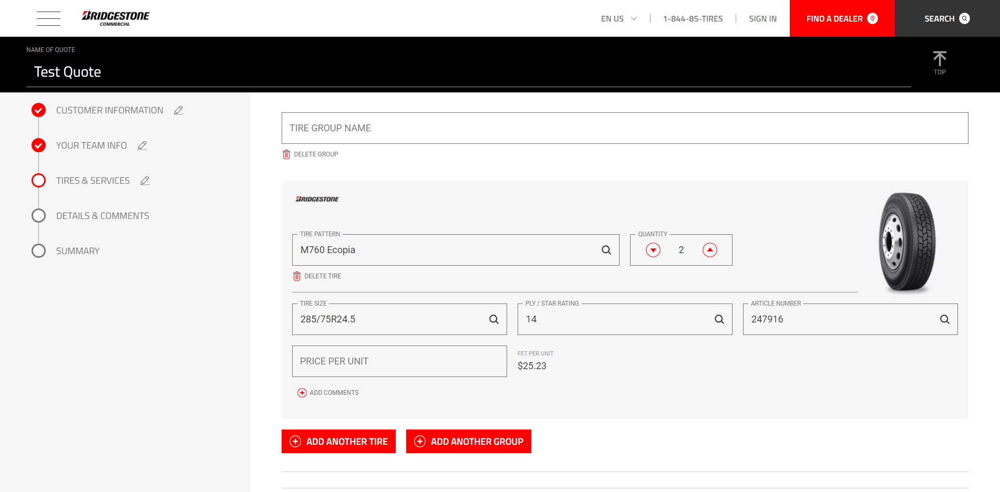 BRIDGESTONE
COMMERCIAL
EN US
1-844-85-TIRES
SIGN IN
FIND A DEALER
SEARCH
NAME OF QUOTE
Test Quote
TOP
CUSTOMER INFORMATION
YOUR TEAM INFO
TIRES & SERVICES
DETAILS & COMMENTS
SUMMARY
TIRE GROUP NAME
DELETE GROUP
BRIDGESTONE
TIRE PATTERN
M760 Ecopia
QUANTITY
2
DELETE TIRE
TIRE SIZE
285/75R24.5
PLY / STAR RATING
14
ARTICLE NUMBER
247916
PRICE PER UNIT
FET PER UNIT
$25.23
ADD COMMENTS
ADD ANOTHER TIRE
ADD ANOTHER GROUP